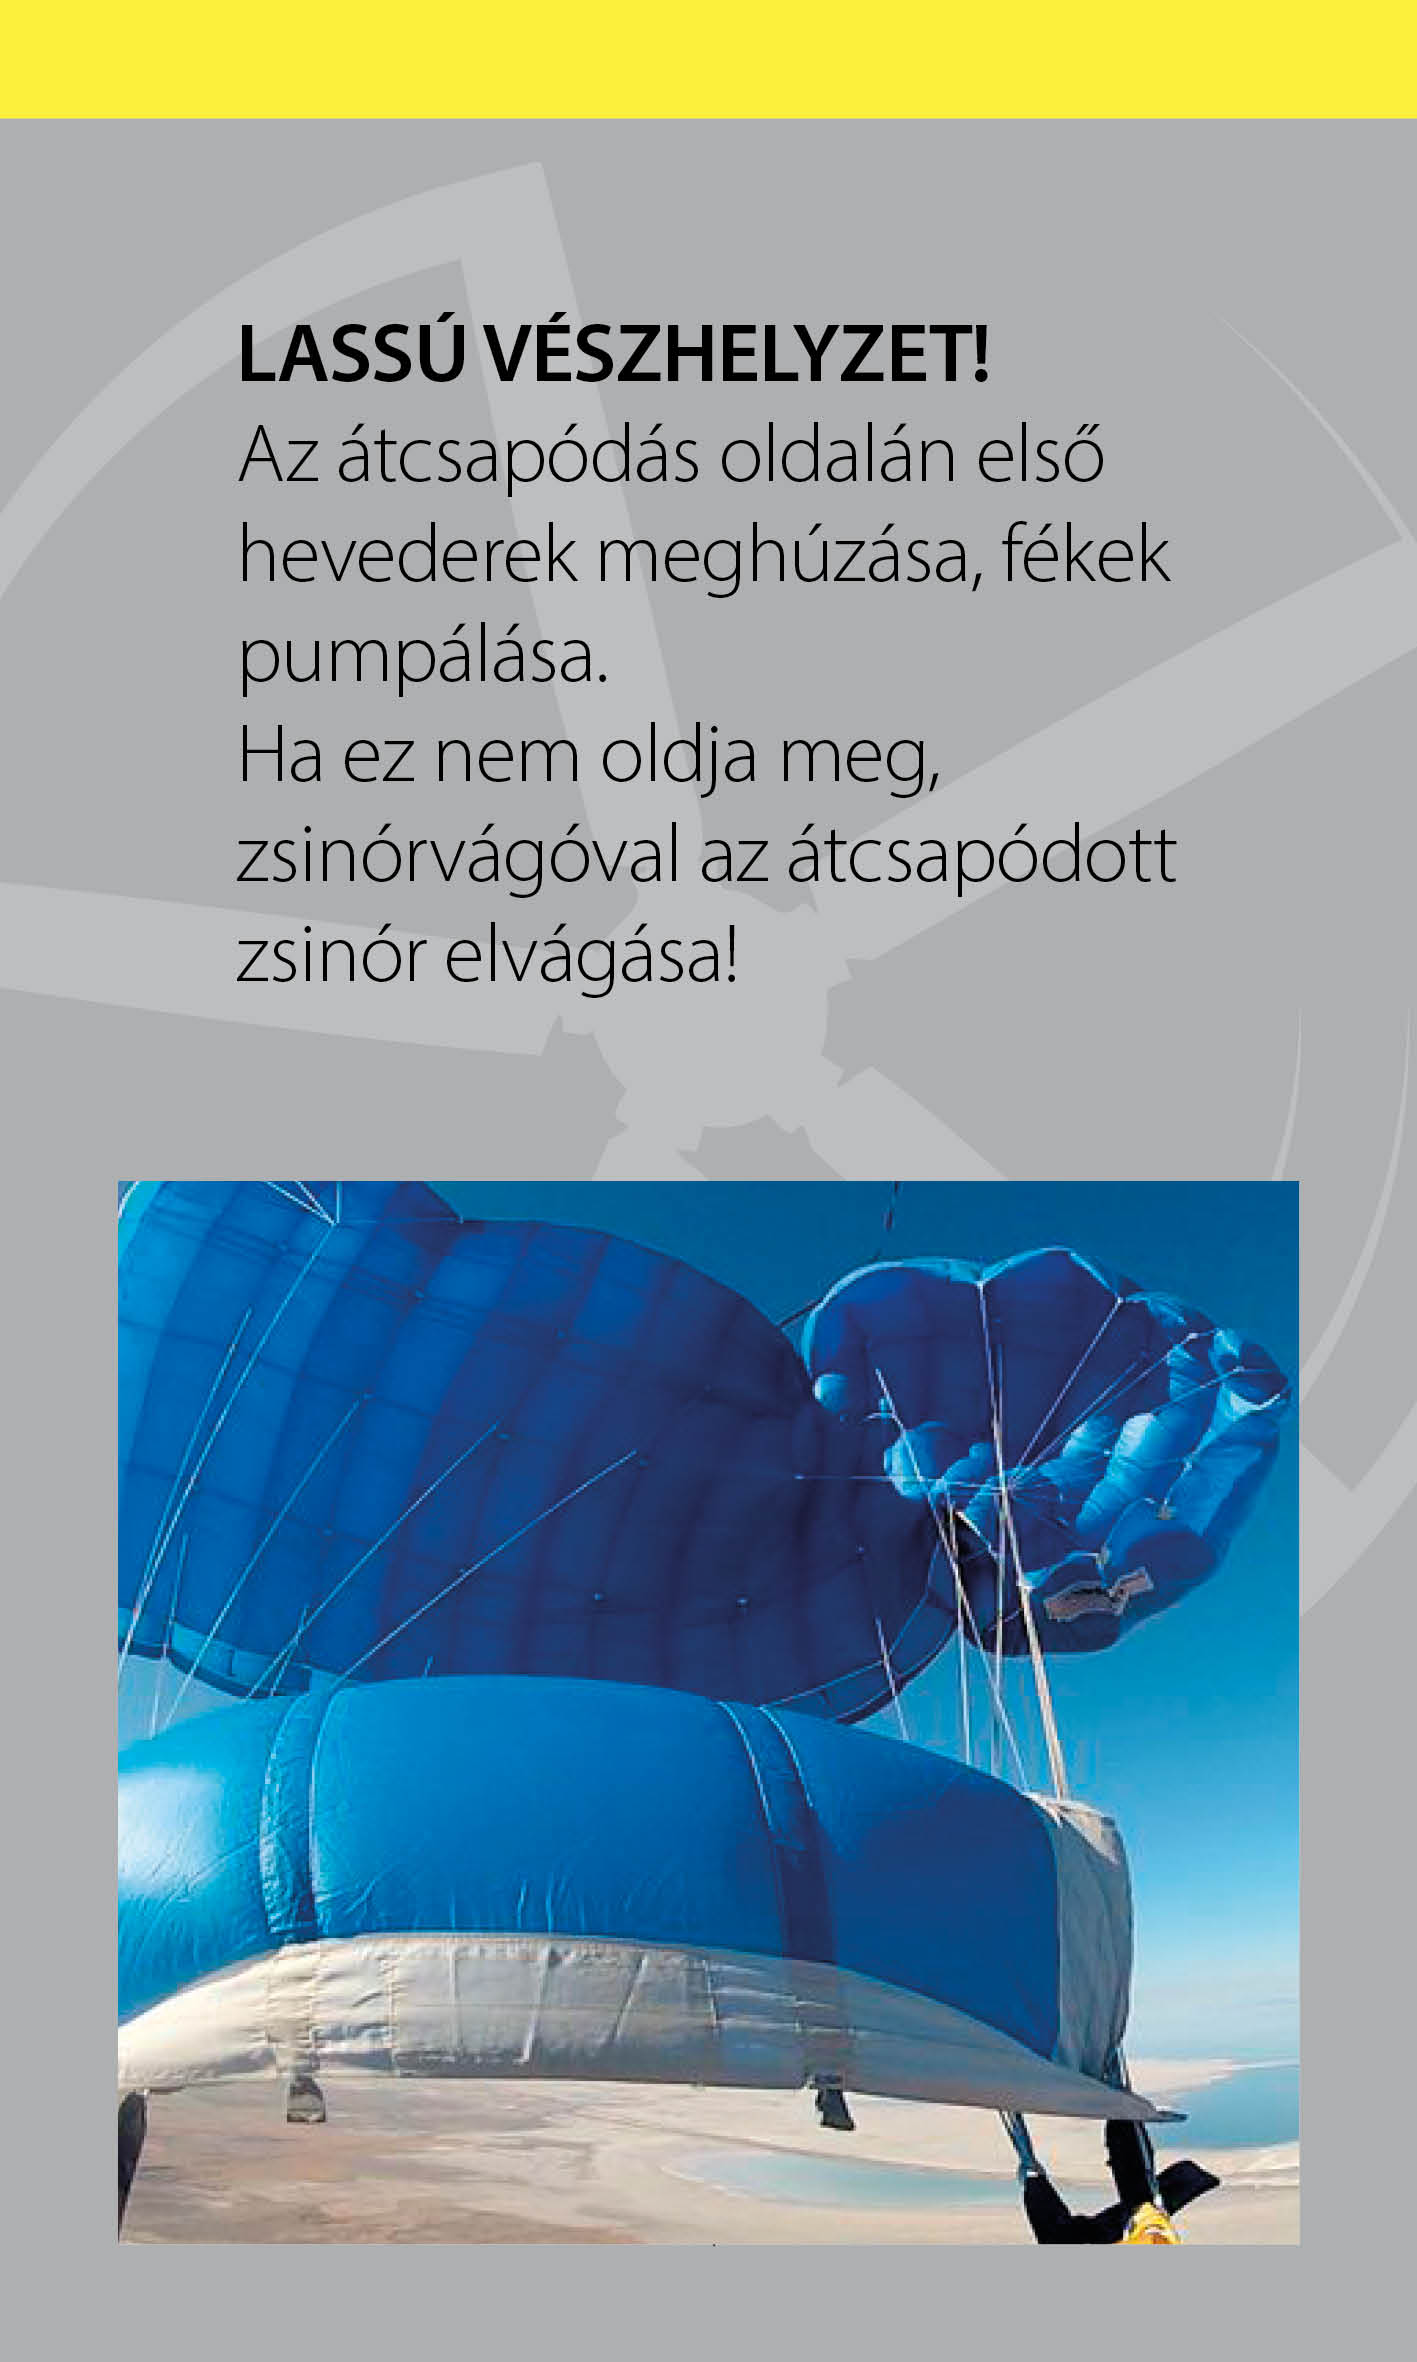 LASSÚ VÉSZHELYZET!
Az átcsapódás oldalán első
hevederek meghúzása, fékek
pumpálása.
Ha ez nem oldja meg,
zsinórvágóval az átcsapódott
zsinór elvágása!